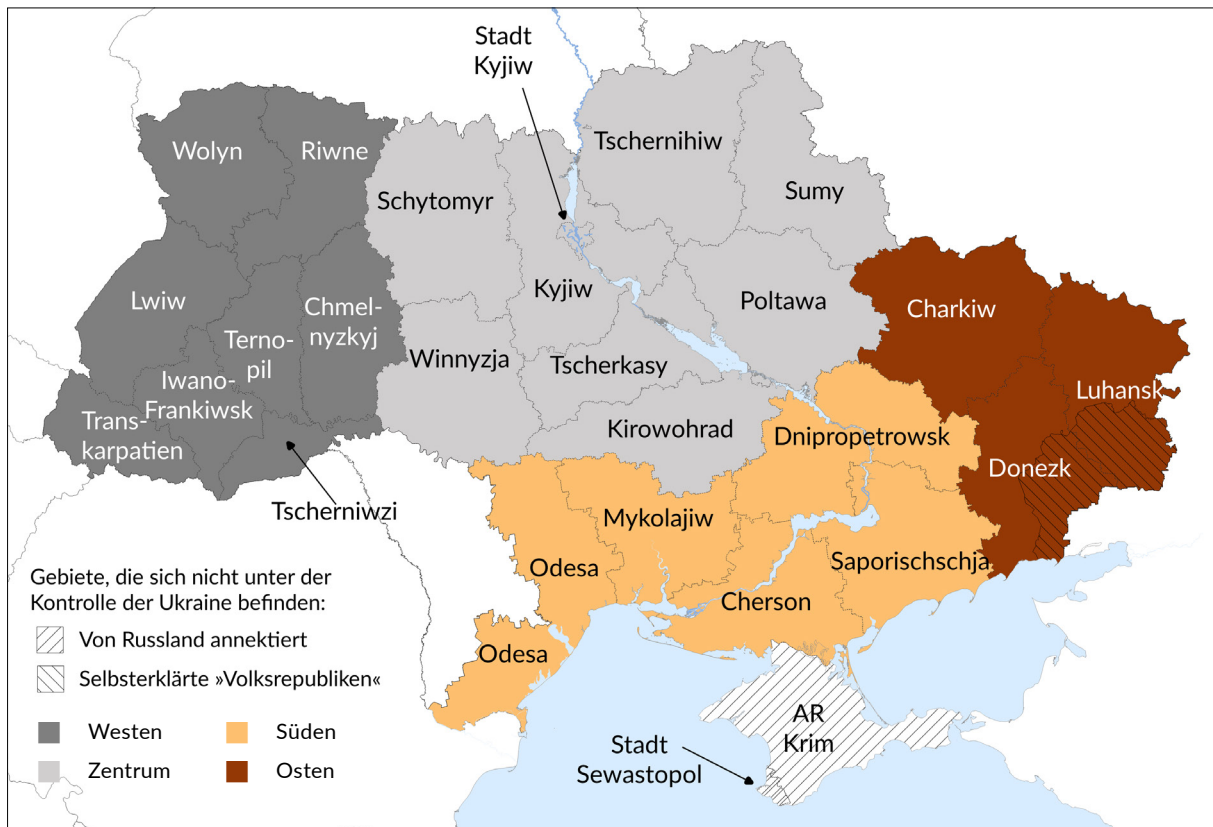 Stadt
Kyjiw
Wolyn
Riwne
Tschernihiw
Schytomyr
Sumy
Lwiw
Kyjiw
Poltawa
Charkiw
Chmel-
nyzkyj
Terno-
pil
Winnyzja
Tscherkasy
Iwano-
Frankiwsk
Luhansk
Trans-
karpatien
Kirowohrad
Dnipropetrowsk
Donezk
Tscherniwzi
Mykolajiw
Odesa
Saporischschja
Cherson
Odesa
AR
Krim
Stadt
Sewastopol
Gebiete, die sich nicht unter der
Kontrolle der Ukraine befinden:
Von Russland annektiert
Selbsterklärte »Volksrepubliken«
Westen
Süden
Zentrum
Osten